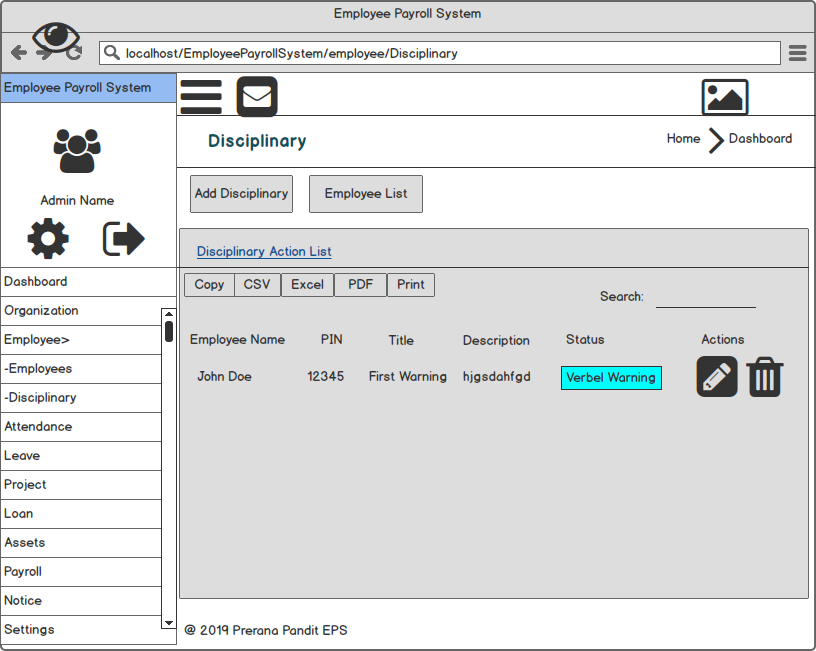 Employee Payroll System
localhost/EmployeePayrollSystem/employee/Disciplinary
Employee Payroll System
Admin Name
Dashboard
Organization
Employee>
-Employees
-Disciplinary
Attendance
Leave
Project
Loan
Assets
Payroll
Notice
Settings
Disciplinary
Home Dashboard
Add Disciplinary Employee List
Disciplinary Action List
Copy CSV Excel PDF Print
Search:
Employee Name PIN Title Description Status Actions
John Doe 12345 First Warning hjgsdahfgd Verbel Warning
@ 2019 Prerana Pandit EPS